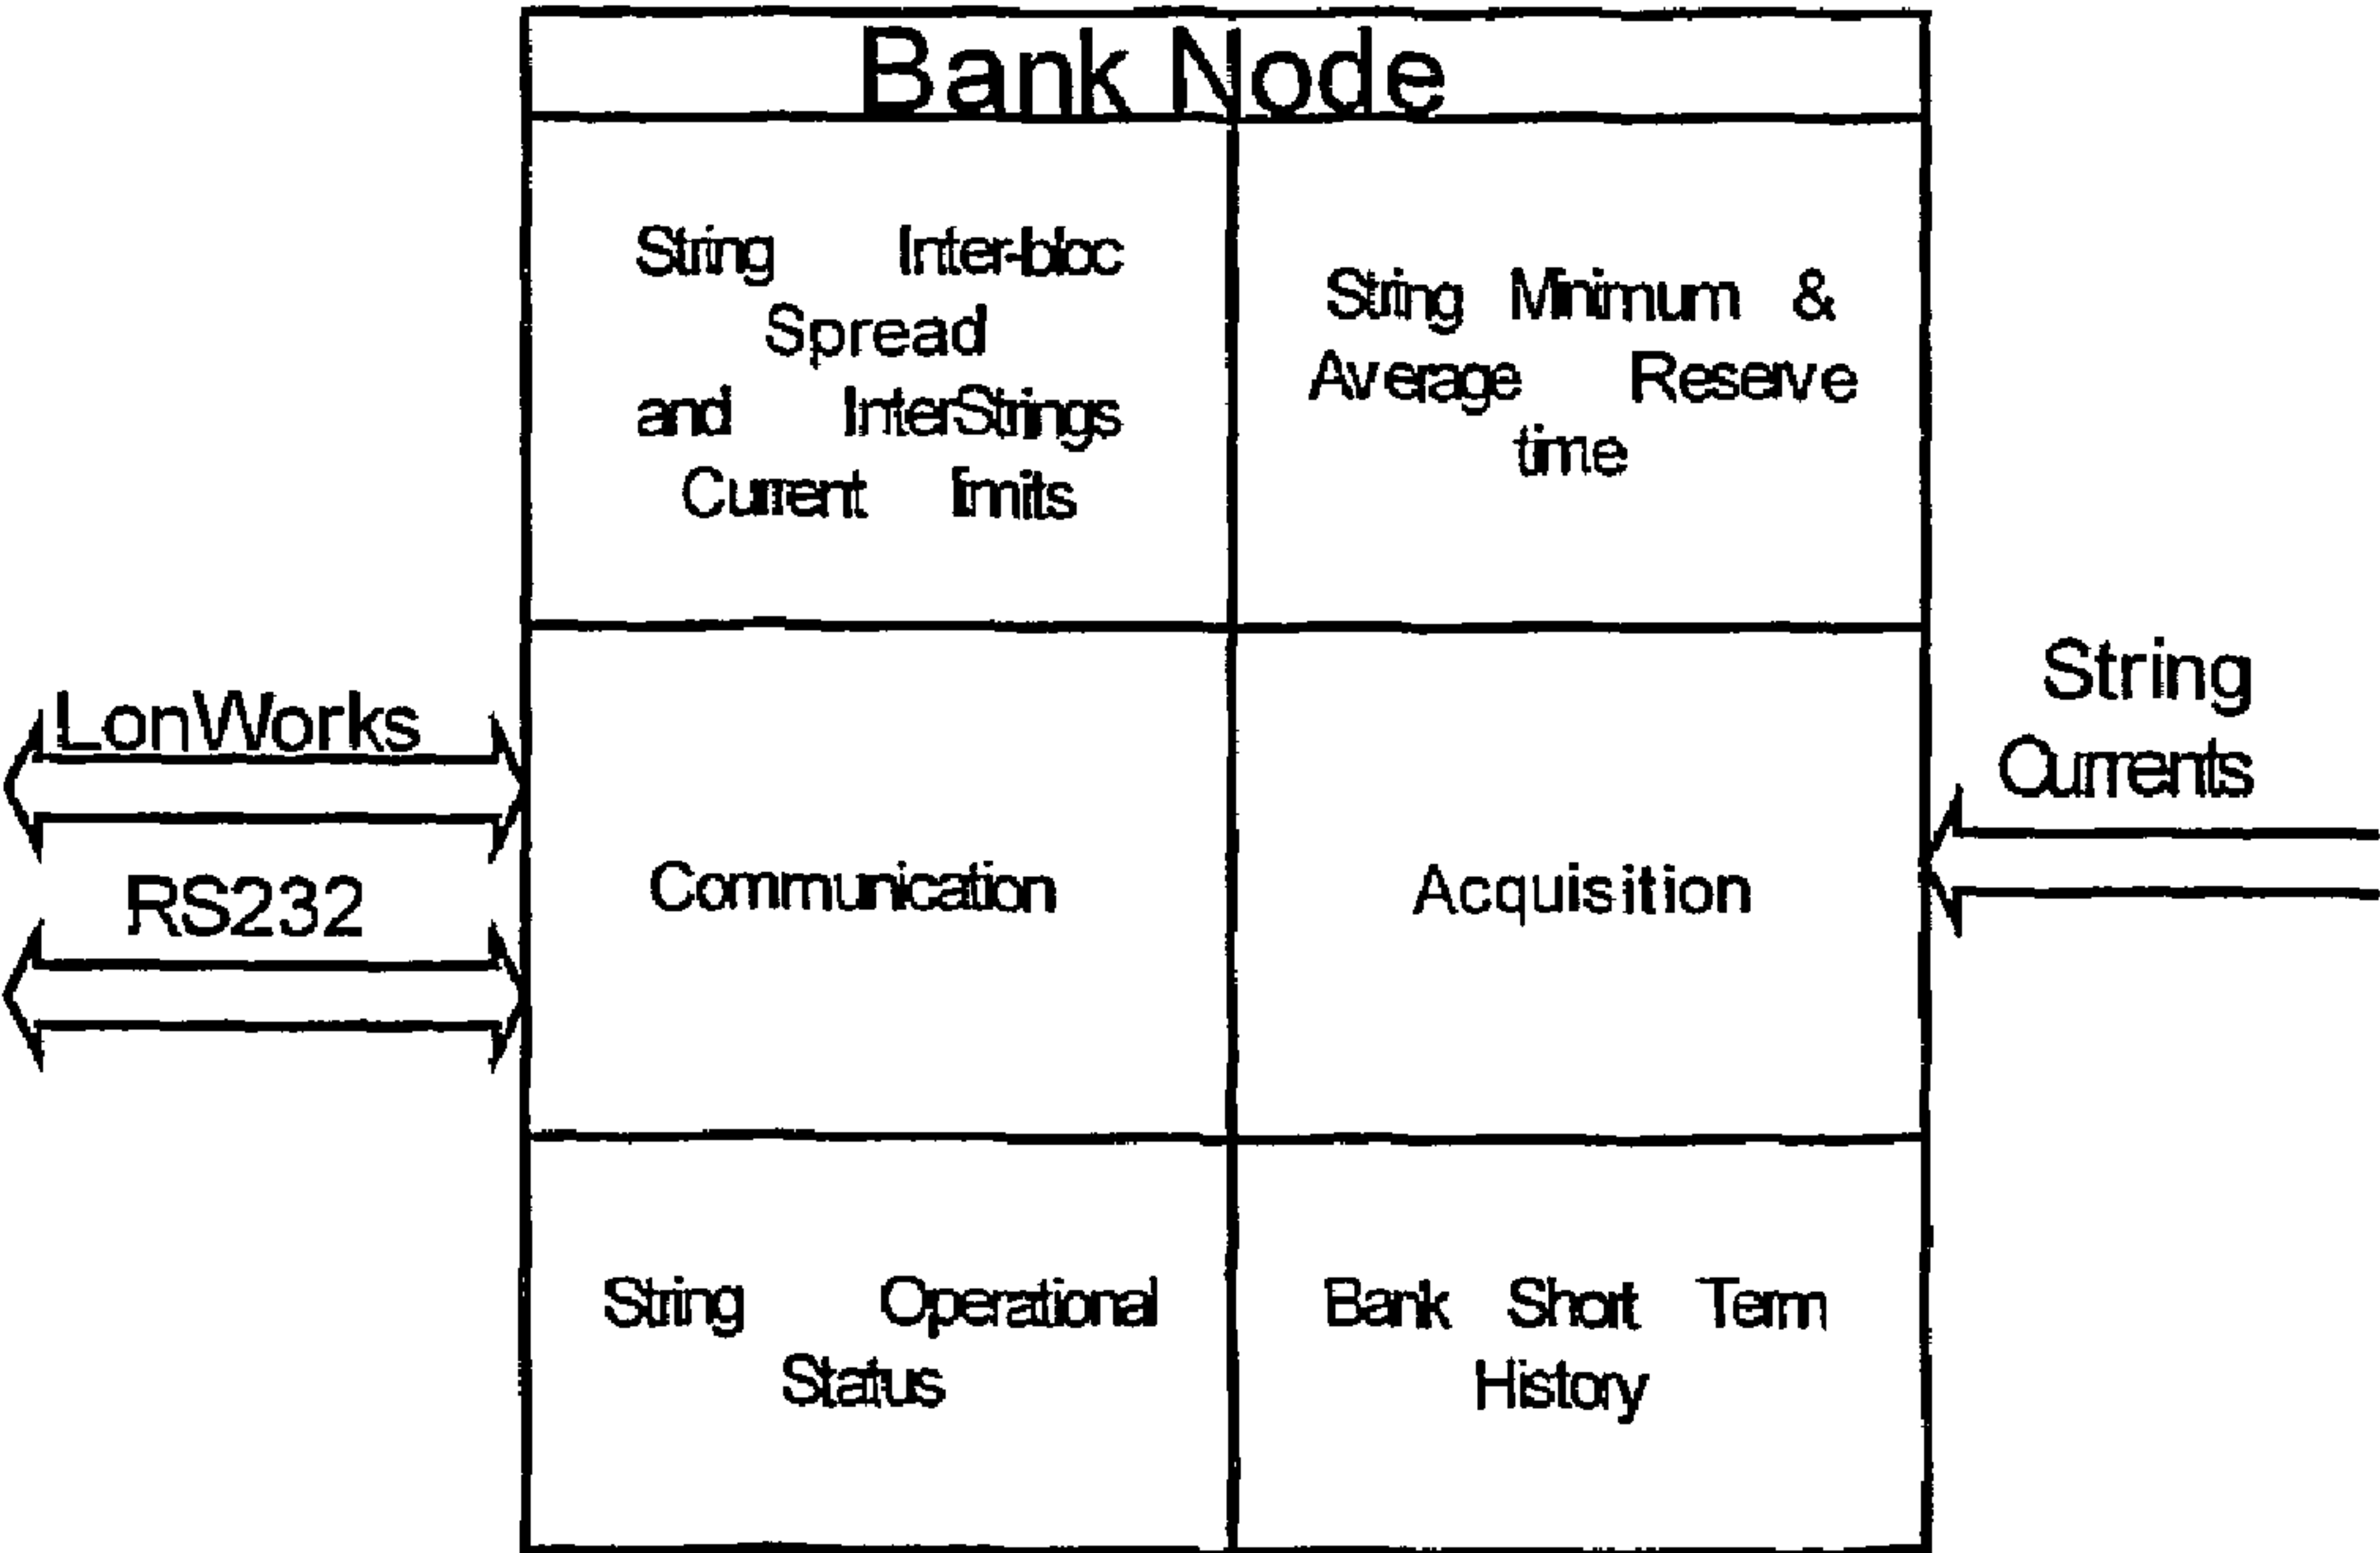 Bank Node
String Inter-bloc
Spread
and InterStrings
Current limits
String Minimum &
Average Reserve
time
LonWorks
RS232
Communication
Acquisition
String
Currents
String Operational
Status
Bank Short Term
History